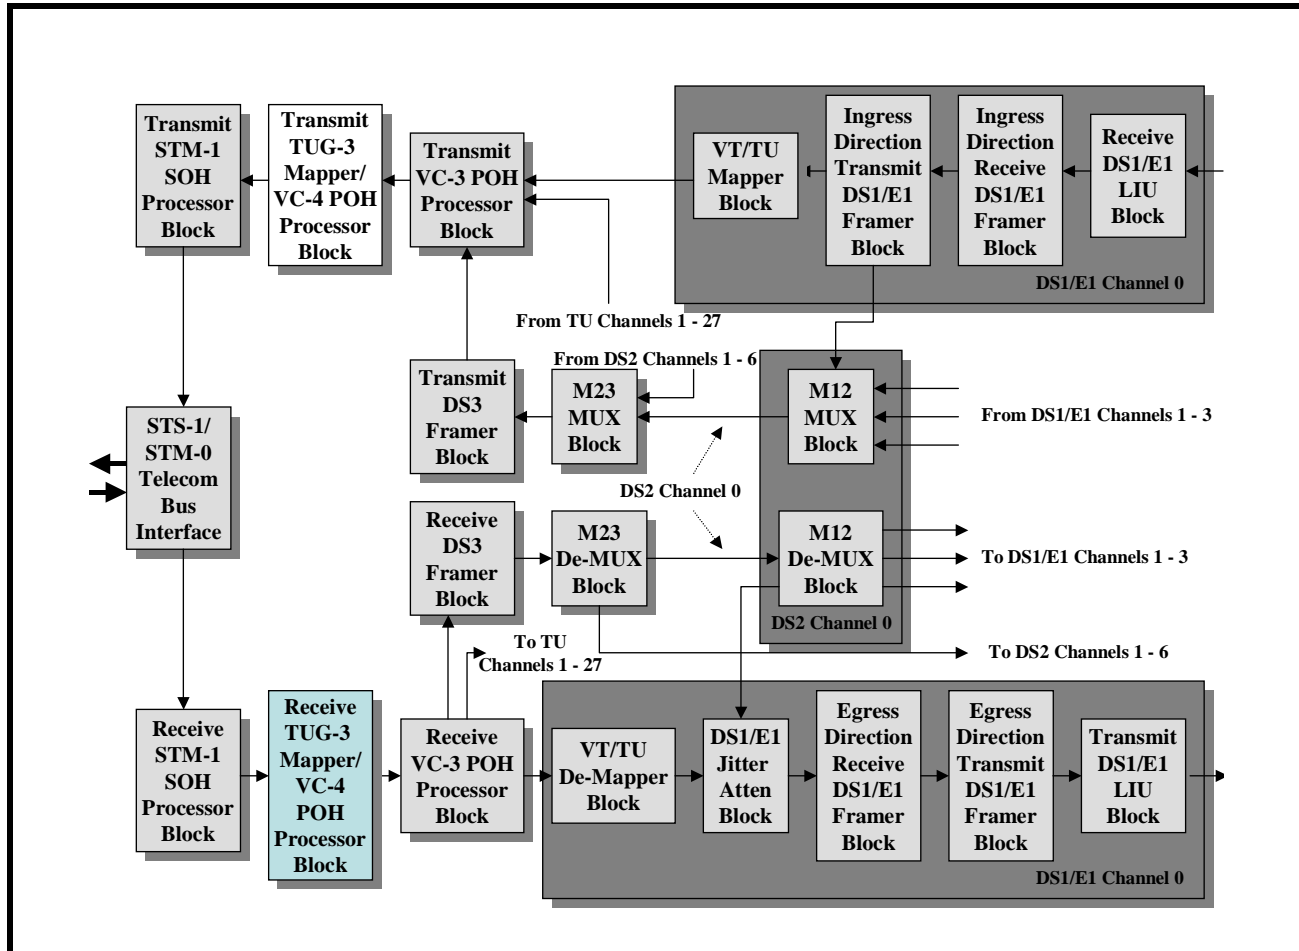 Transmit
STM-1
SOH
Processor
Block
Transmit
TUG-3
Mapper/
VC-4 POH
Processor
Block
Transmit
VC-3 POH
Processor
Block
VT/TU
Mapper
Block
Ingress
Direction
Transmit
DS1/E1
Framer
Block
Ingress
Direction
Receive
DS1/E1
Framer
Block
Receive
DS1/E1
LIU
Block
DS1/E1 Channel 0
From TU Channels 1 - 27
From DS2 Channels 1 - 6
Transmit
DS3
Framer
Block
M23
MUX
Block
M12
MUX
Block
From DS1/E1 Channels 1 - 3
STS-1/
STM-0
Telecom
Bus
Interface
DS2 Channel 0
Receive
DS3
Framer
Block
M23
De-MUX
Block
M12
De-MUX
Block
To DS1/E1 Channels 1 - 3
DS2 Channel 0
To TU
Channels 1 - 27
To DS2 Channels 1 - 6
Receive
STM-1
SOH
Processor
Block
Receive
TUG-3
Mapper/
VC-4
POH
Processor
Block
Receive
VC-3 POH
Processor
Block
VT/TU
De-Mapper
Block
DS1/E1
Jitter
Atten
Block
Egress
Direction
Receive
DS1/E1
Framer
Block
Egress
Direction
Transmit
DS1/E1
Framer
Block
Transmit
DS1/E1
LIU
Block
DS1/E1 Channel 0